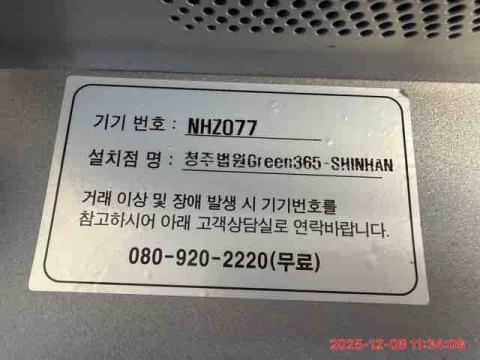 기기 번호 : NHZ077
설치점 명 : 청주법원Green365-SHINHAN
거래 이상 및 장애 발생 시 기기번호를
참고하시어 아래 고객상담실로 연락바랍니다.
080-920-2220(무료)
2025-12-08 11:34:09